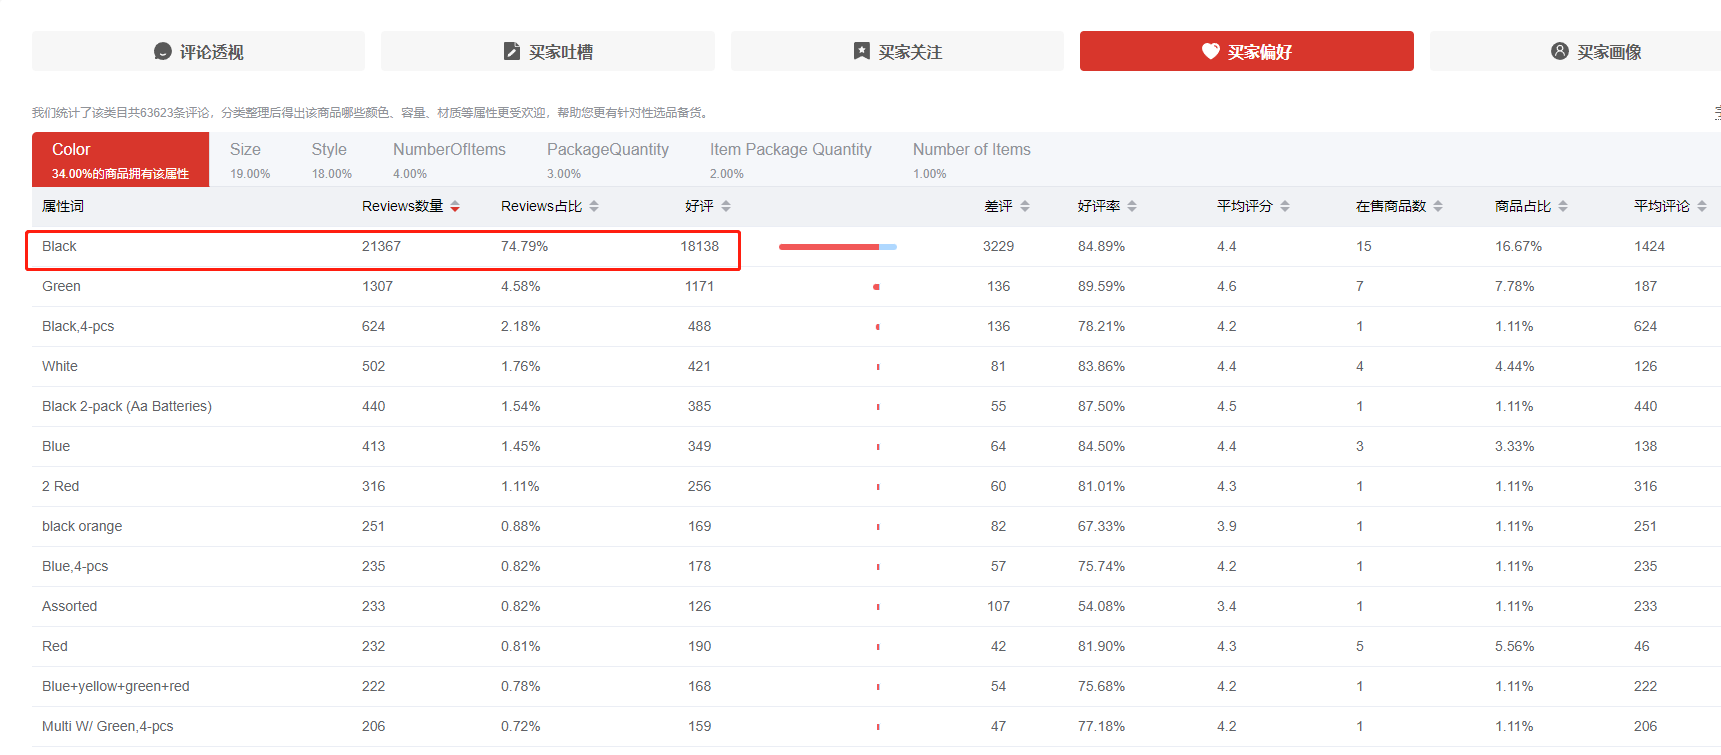 评论透视 买家吐槽 买家关注 买家偏好 买家画像
我们统计了该类目共63623条评论，分类整理后得出该商品哪些颜色、容量、材质等属性更受欢迎，帮助您更有针对性选品备货。
Color Size Style NumberOfItems PackageQuantity Item Package Quantity Number of Items
34.00%的商品拥有该属性 19.00% 18.00% 4.00% 3.00% 2.00% 1.00%
属性词 Reviews数量 Reviews占比 好评 差评 好评率 平均评分 在售商品数 商品占比 平均评论
Black 21367 74.79% 18138 3229 84.89% 4.4 15 16.67% 1424
Green 1307 4.58% 1171 136 89.59% 4.6 7 7.78% 187
Black,4-pcs 624 2.18% 488 136 78.21% 4.2 1 1.11% 624
White 502 1.76% 421 81 83.86% 4.4 4 4.44% 126
Black 2-pack (Aa Batteries) 440 1.54% 385 55 87.50% 4.5 1 1.11% 440
Blue 413 1.45% 349 64 84.50% 4.4 3 3.33% 138
2 Red 316 1.11% 256 60 81.01% 4.3 1 1.11% 316
black orange 251 0.88% 169 82 67.33% 3.9 1 1.11% 251
Blue,4-pcs 235 0.82% 178 57 75.74% 4.2 1 1.11% 235
Assorted 233 0.82% 126 107 54.08% 3.4 1 1.11% 233
Red 232 0.81% 190 42 81.90% 4.3 5 5.56% 46
Blue+yellow+green+red 222 0.78% 168 54 75.68% 4.2 1 1.11% 222
Multi W/ Green,4-pcs 206 0.72% 159 47 77.18% 4.2 1 1.11% 206